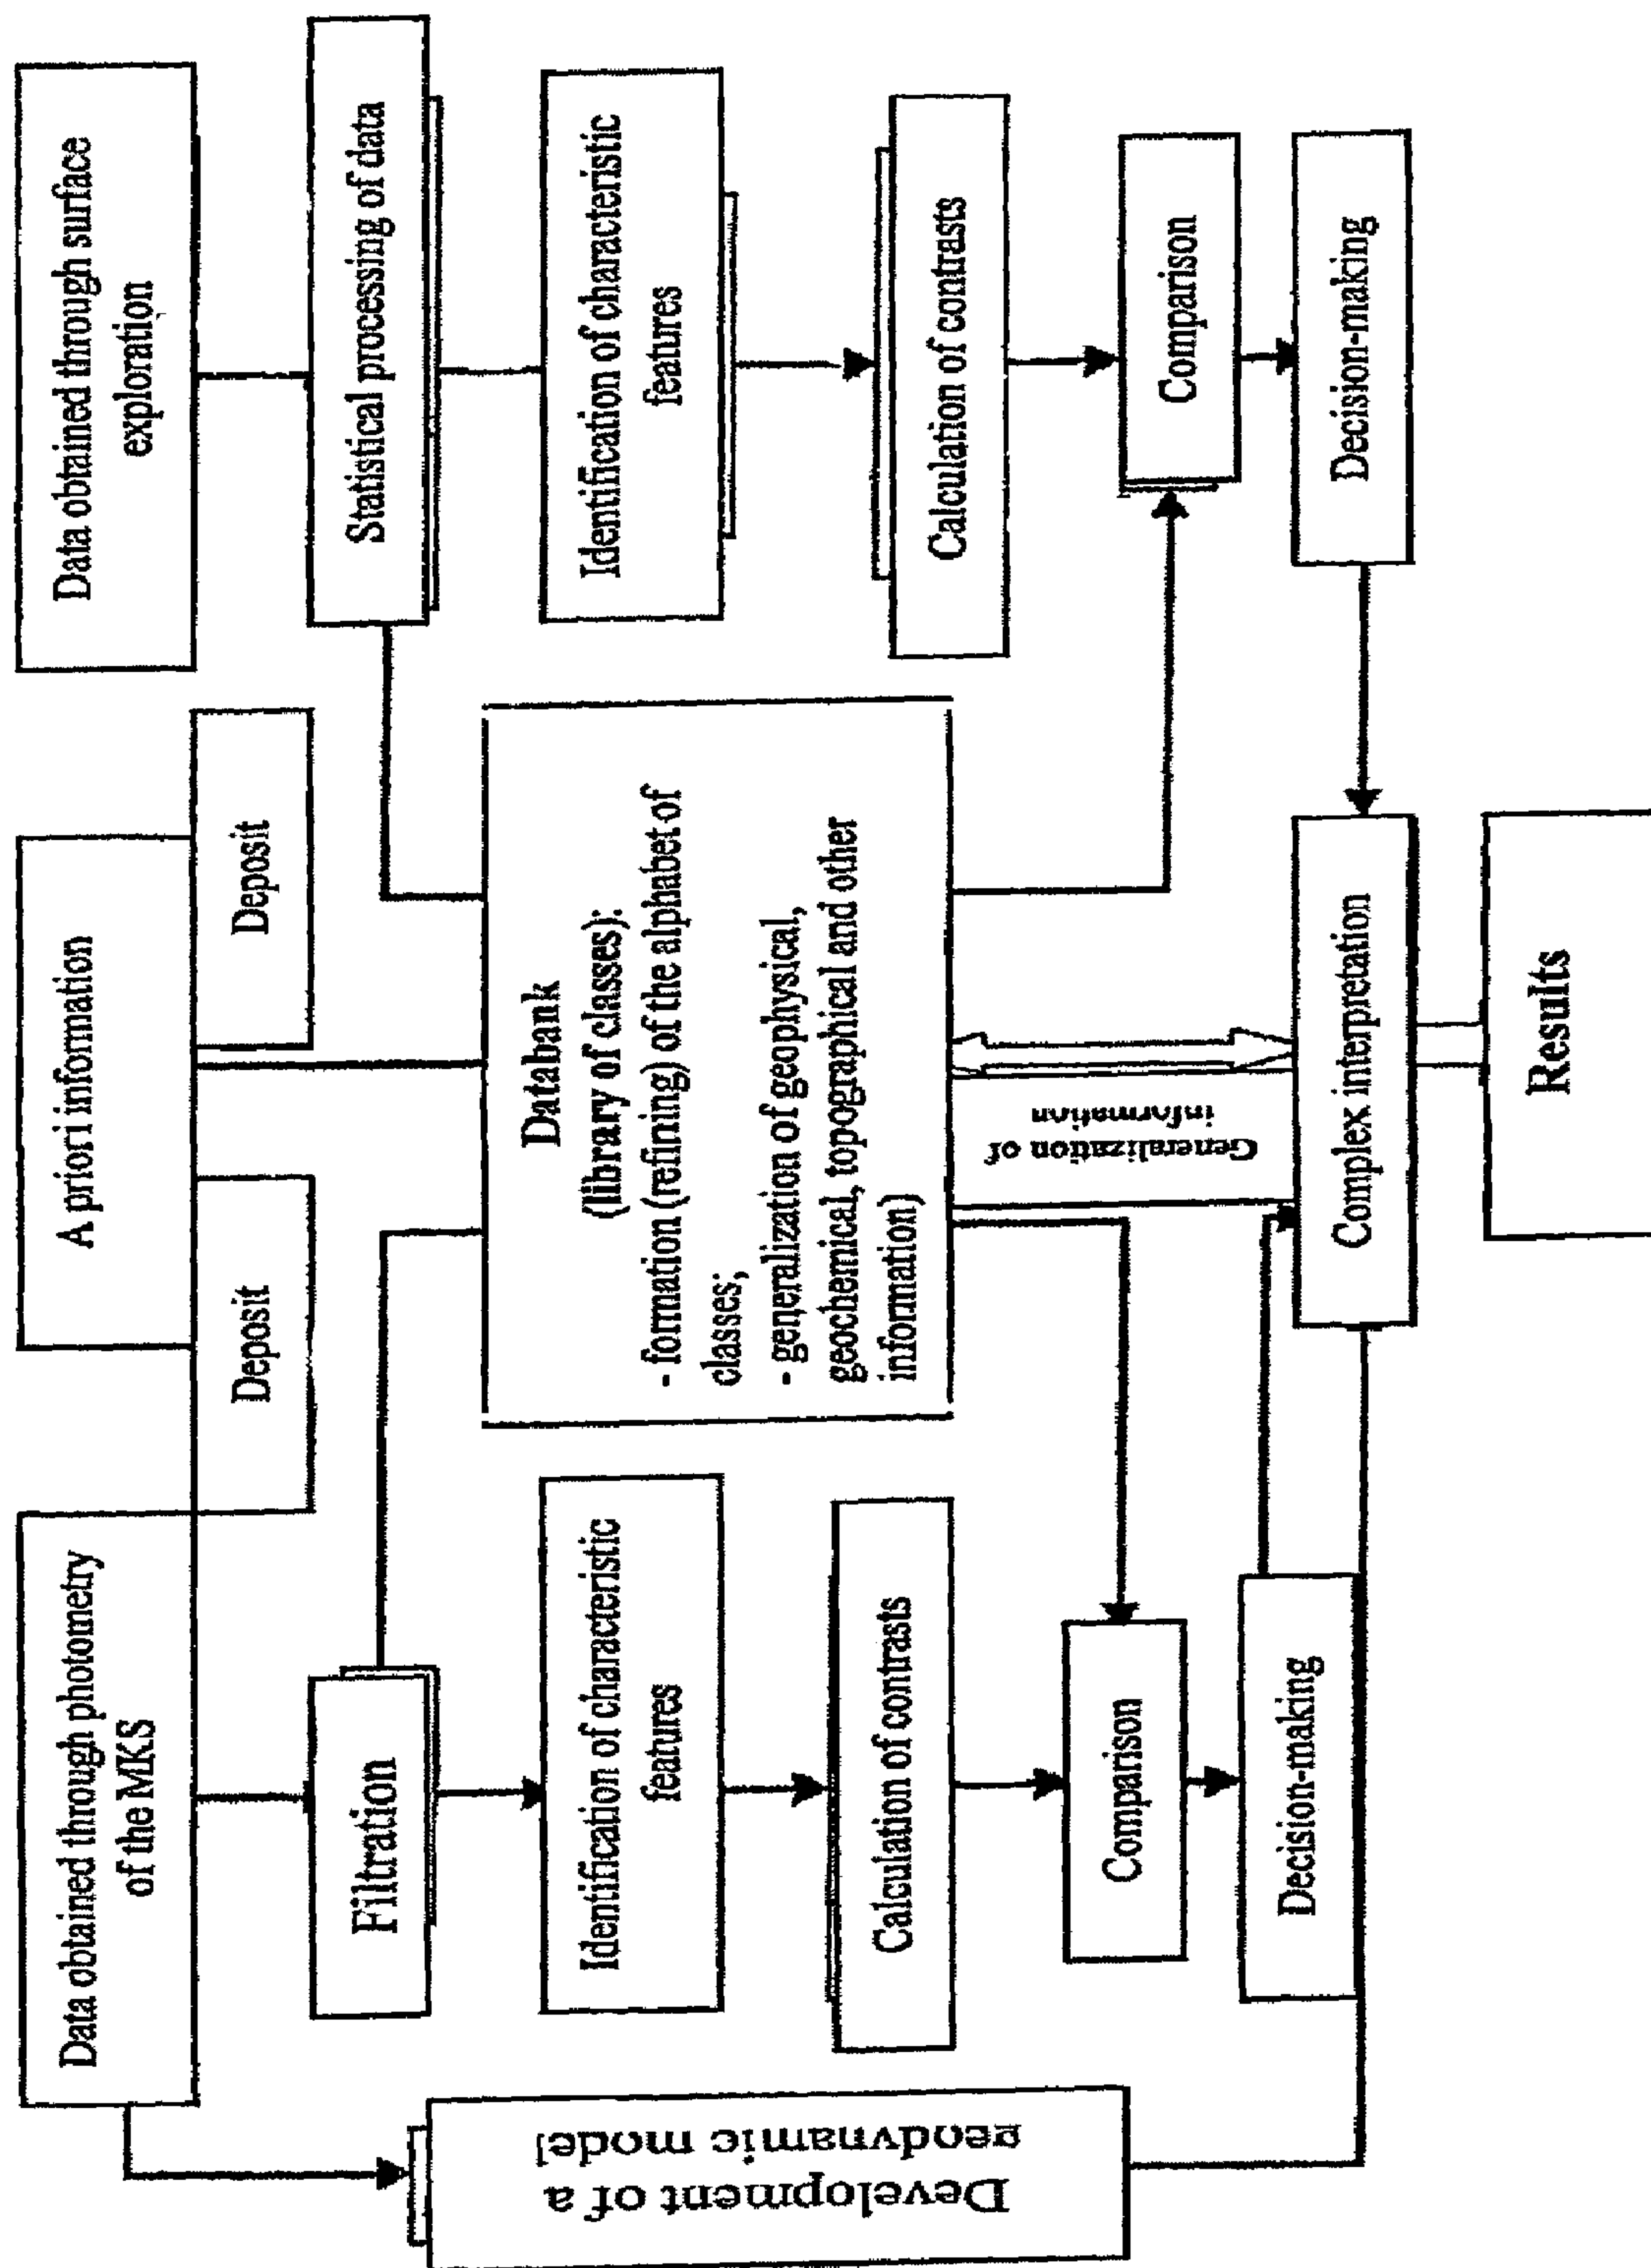 Data obtained through photometry
of the MKS
A priori information
Data obtained through surface
exploration
Deposit
Deposit
Filtration
Statistical processing of data
Identification of characteristic
features
Databank
(library of classes):
- formation (refining) of the alphabet of
classes;
- generalization of geophysical,
geochemical, topographical and other
information)
Identification of characteristic
features
Development of a
geodynamic model
Calculation of contrasts
Calculation of contrasts
Generalization of
information
Comparison
Comparison
Decision-making
Decision-making
Complex interpretation
Results